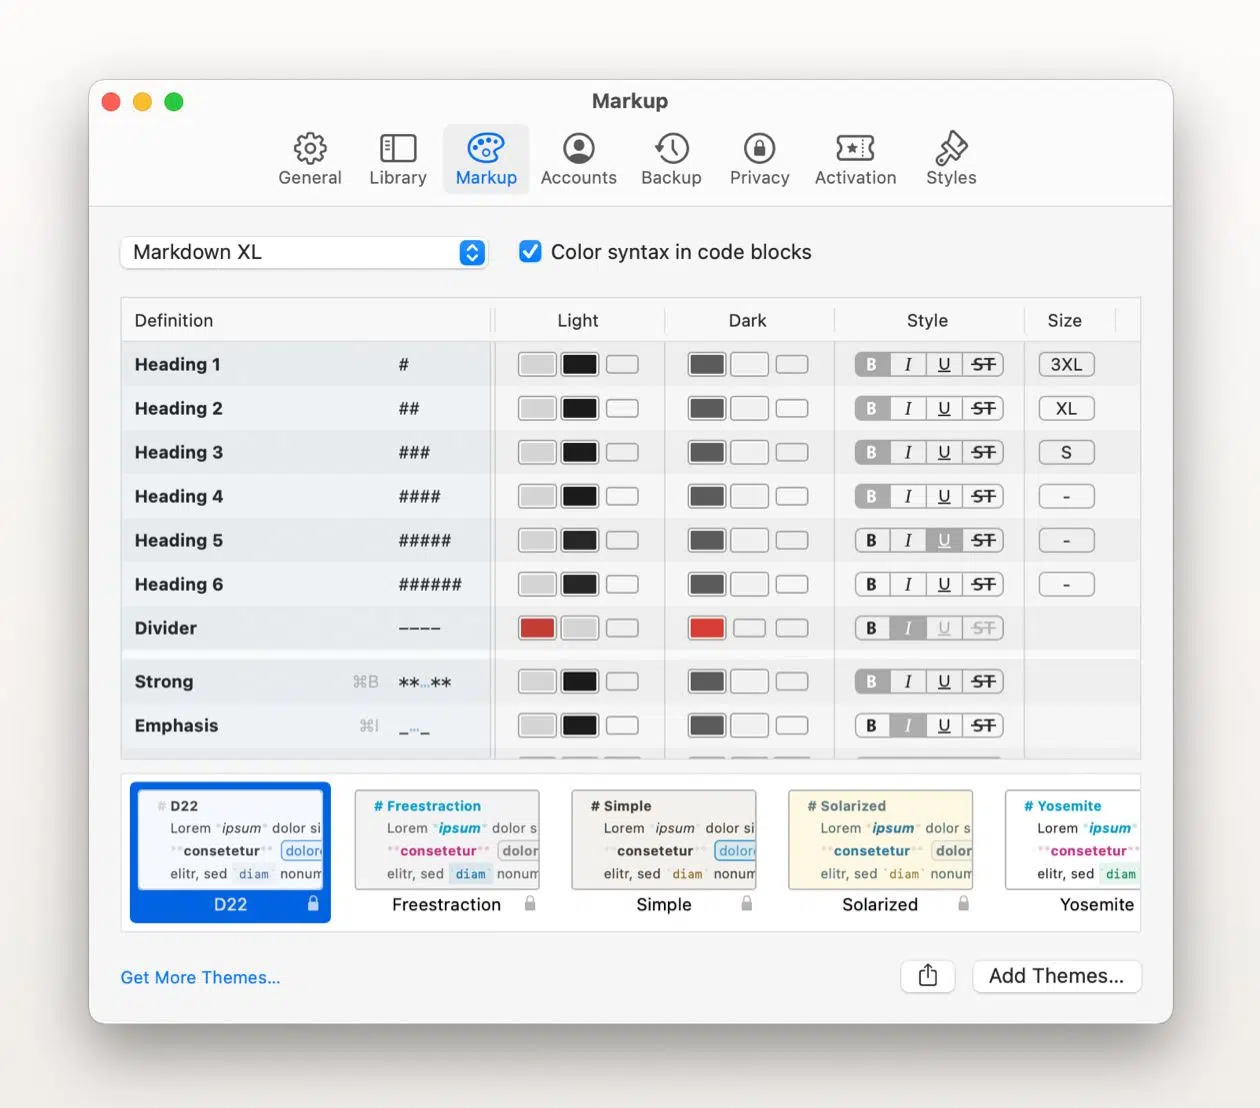 Markup
General Library Markup Accounts Backup Privacy Activation Styles
Markdown XL Color syntax in code blocks
Definition Light Dark Style Size
Heading 1 # B I U ST 3XL
Heading 2 ## B I U ST XL
Heading 3 ### B I U ST S
Heading 4 #### B I U ST -
Heading 5 ##### B I U ST -
Heading 6 ###### B I U ST -
Divider ---- B I U ST
Strong ⌘B **…** B I U ST
Emphasis ⌘I _…_ B I U ST
# D22
Lorem "ipsum" dolor si
**consetetur** dolor
elitr, sed `diam` nonum
D22
# Freestraction
Lorem "ipsum" dolor s
**consetetur** dolor
elitr, sed `diam` nonum
Freestraction
# Simple
Lorem "ipsum" dolor si
**consetetur** dolor
elitr, sed `diam` nonum
Simple
# Solarized
Lorem "ipsum" dolor s
**consetetur** dolor
elitr, sed `diam` nonum
Solarized
# Yosemite
Lorem "ipsum"
**consetetur**
elitr, sed `diam
Yosemite
Get More Themes... Add Themes...